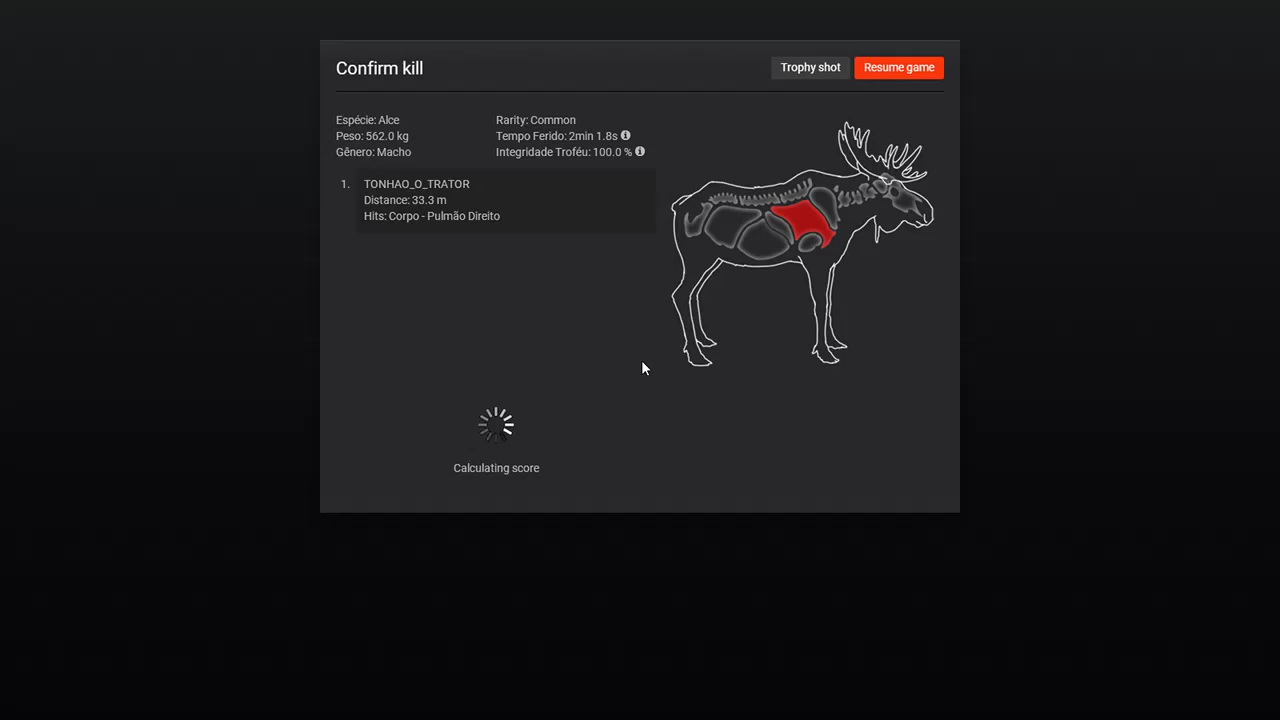 Confirm kill
Trophy shot
Resume game
Espécie: Alce
Rarity: Common
Peso: 562.0 kg
Tempo Ferido: 2min 1.8s
Gênero: Macho
Integridade Troféu: 100.0 %
1. TONHAO_O_TRATOR
Distance: 33.3 m
Hits: Corpo - Pulmão Direito
Calculating score